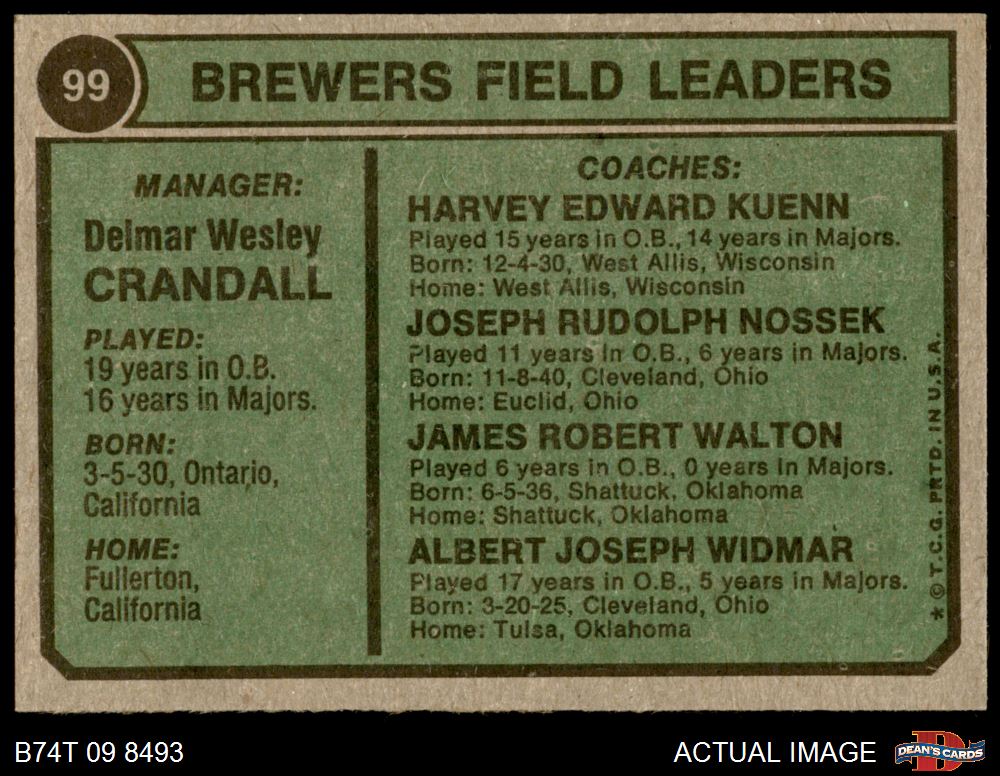 99
BREWERS FIELD LEADERS
MANAGER:
Delmar Wesley
CRANDALL
PLAYED:
19 years in O.B.
16 years in Majors.
BORN:
3-5-30, Ontario,
California
HOME:
Fullerton,
California
COACHES:
HARVEY EDWARD KUENN
Played 15 years in O.B., 14 years in Majors.
Born: 12-4-30, West Allis, Wisconsin
Home: West Allis, Wisconsin
JOSEPH RUDOLPH NOSSEK
Played 11 years in O.B., 6 years in Majors.
Born: 11-8-40, Cleveland, Ohio
Home: Euclid, Ohio
JAMES ROBERT WALTON
Played 6 years in O.B., 0 years in Majors.
Born: 6-5-36, Shattuck, Oklahoma
Home: Shattuck, Oklahoma
ALBERT JOSEPH WIDMAR
Played 17 years in O.B., 5 years in Majors.
Born: 3-20-25, Cleveland, Ohio
Home: Tulsa, Oklahoma
* © T.C.G. PRTD. IN U.S.A.
B74T 09 8493
ACTUAL IMAGE
D
DEAN'S CARDS